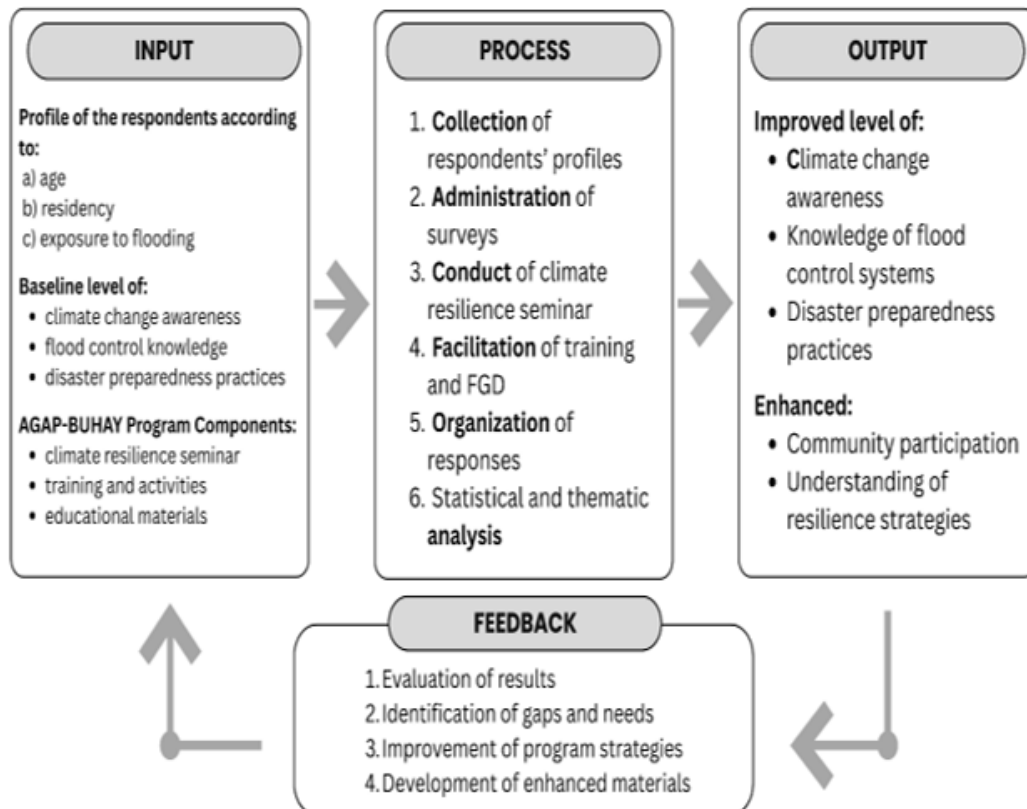 INPUT
Profile of the respondents according
to:
a) age
b) residency
c) exposure to flooding
Baseline level of:
• climate change awareness
• flood control knowledge
• disaster preparedness practices
AGAP-BUHAY Program Components:
• climate resilience seminar
• training and activities
• educational materials
PROCESS
1. Collection of
respondents' profiles
2. Administration of
surveys
3. Conduct of climate
resilience seminar
4. Facilitation of training
and FGD
5. Organization of
responses
6. Statistical and thematic
analysis
OUTPUT
Improved level of:
• Climate change
awareness
• Knowledge of flood
control systems
• Disaster preparedness
practices
Enhanced:
• Community participation
• Understanding of
resilience strategies
FEEDBACK
1. Evaluation of results
2. Identification of gaps and needs
3. Improvement of program strategies
4. Development of enhanced materials